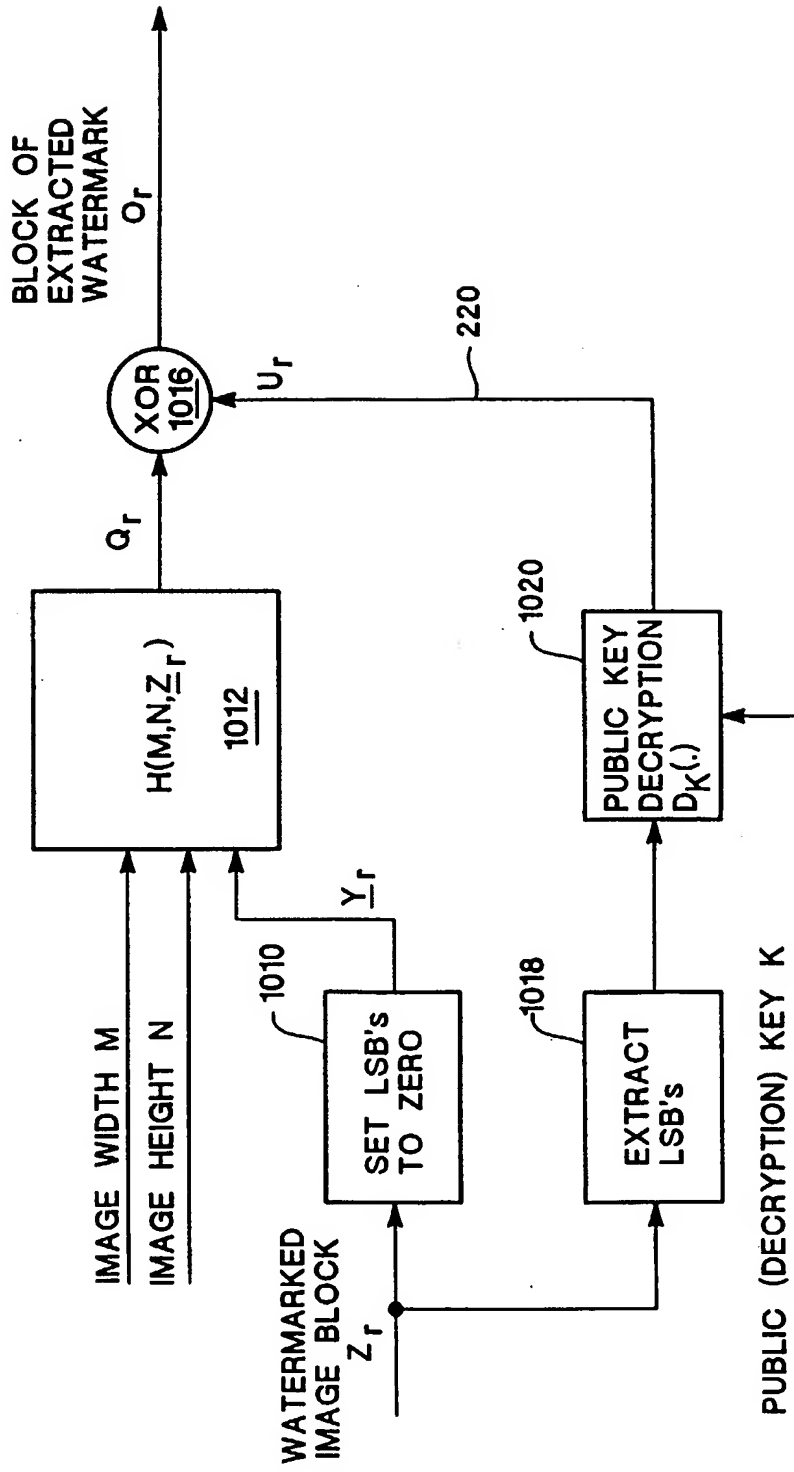 BLOCK OF
EXTRACTED
WATERMARK
Or
XOR
1016
Ur
220
Qr
H(M,N,Zr)
1012
IMAGE WIDTH M
IMAGE HEIGHT N
Yr
1010
SET LSB's
TO ZERO
WATERMARKED
IMAGE BLOCK
Zr
1018
EXTRACT
LSB's
1020
PUBLIC KEY
DECRYPTION
DK(.)
PUBLIC (DECRYPTION) KEY K